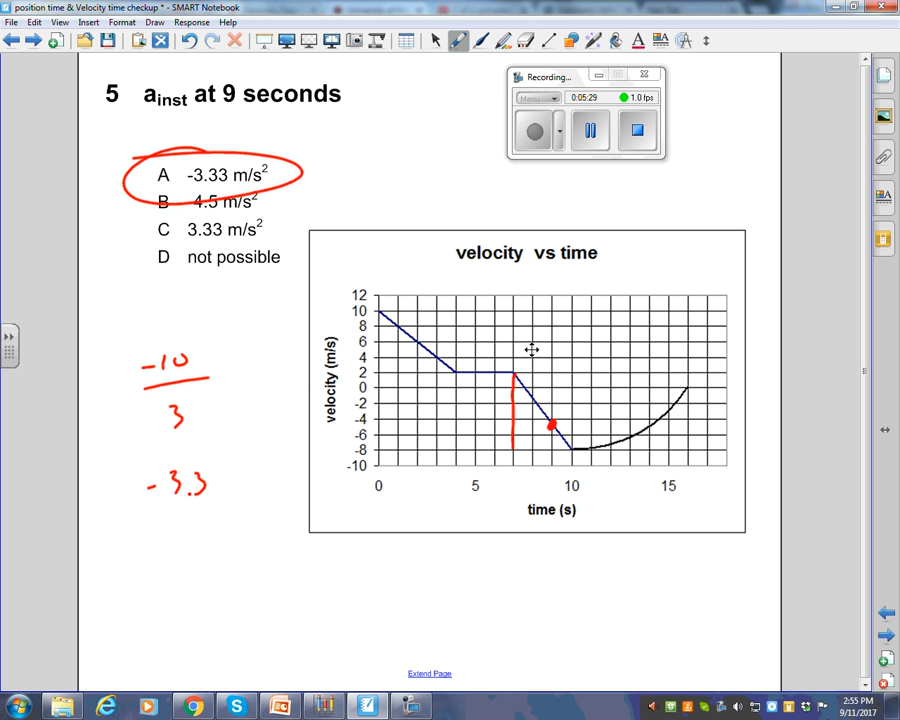 position time & Velocity time checkup * - SMART Notebook
File Edit View Insert Format Draw Response Help
Recording...
Menu 0:05:29 1.0 fps
5 a_inst at 9 seconds
A -3.33 m/s²
B -4.5 m/s²
C 3.33 m/s²
D not possible
velocity vs time
12
10
8
6
4
2
0
-2
-4
-6
-8
-10
velocity (m/s)
0 5 10 15
time (s)
-10
3
-3.3
Extend Page
2:55 PM
9/11/2017